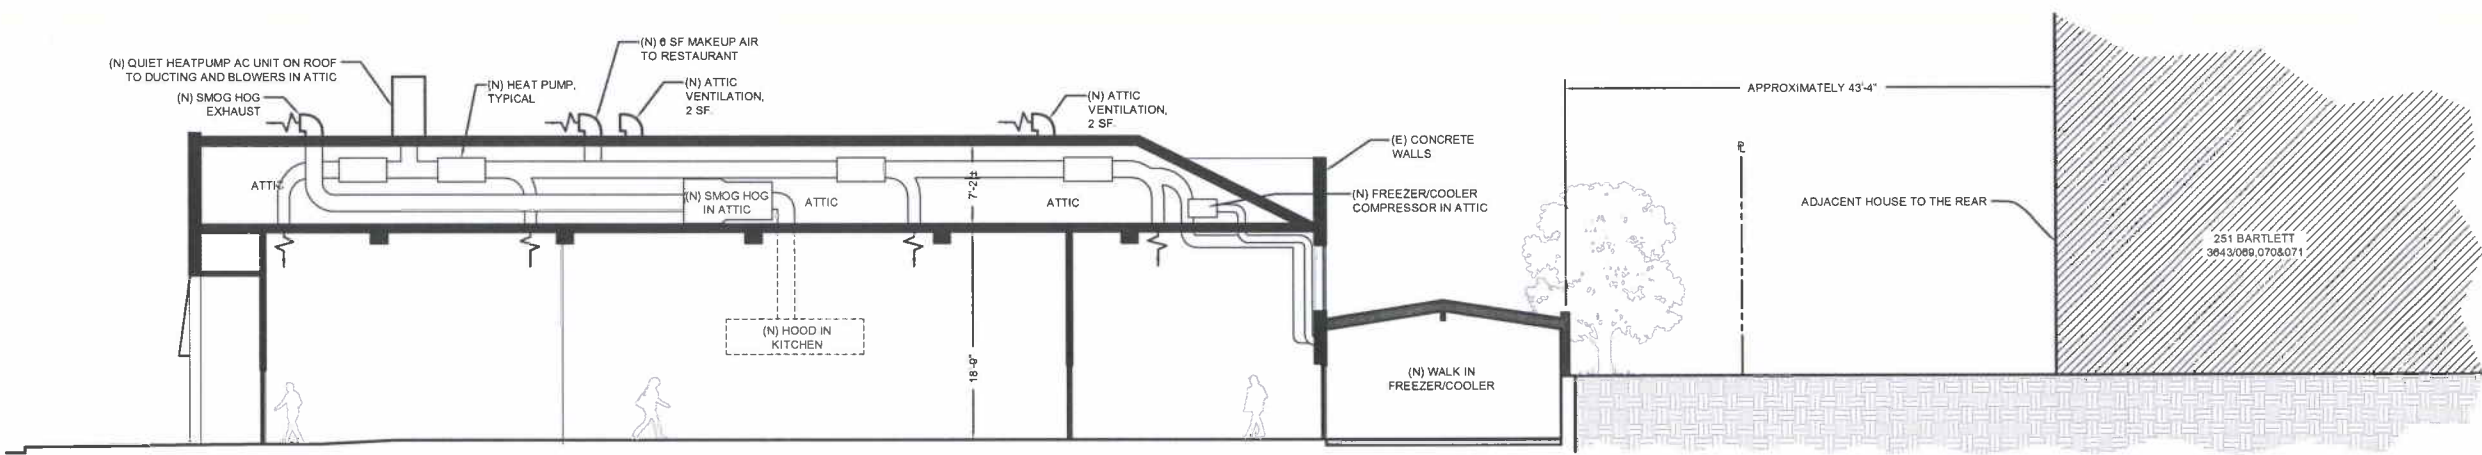 (N) 6 SF MAKEUP AIR
TO RESTAURANT
(N) QUIET HEATPUMP AC UNIT ON ROOF
TO DUCTING AND BLOWERS IN ATTIC
(N) HEAT PUMP,
TYPICAL
(N) ATTIC
VENTILATION,
2 SF.
(N) SMOG HOG
EXHAUST
(N) ATTIC
VENTILATION,
2 SF.
APPROXIMATELY 43'-4"
(E) CONCRETE
WALLS
PL
ATTIC
(N) SMOG HOG
IN ATTIC
ATTIC
7'-2"±
ATTIC
(N) FREEZER/COOLER
COMPRESSOR IN ATTIC
ADJACENT HOUSE TO THE REAR
251 BARTLETT
3643/069,070&071
(N) HOOD IN
KITCHEN
18'-9"
(N) WALK IN
FREEZER/COOLER